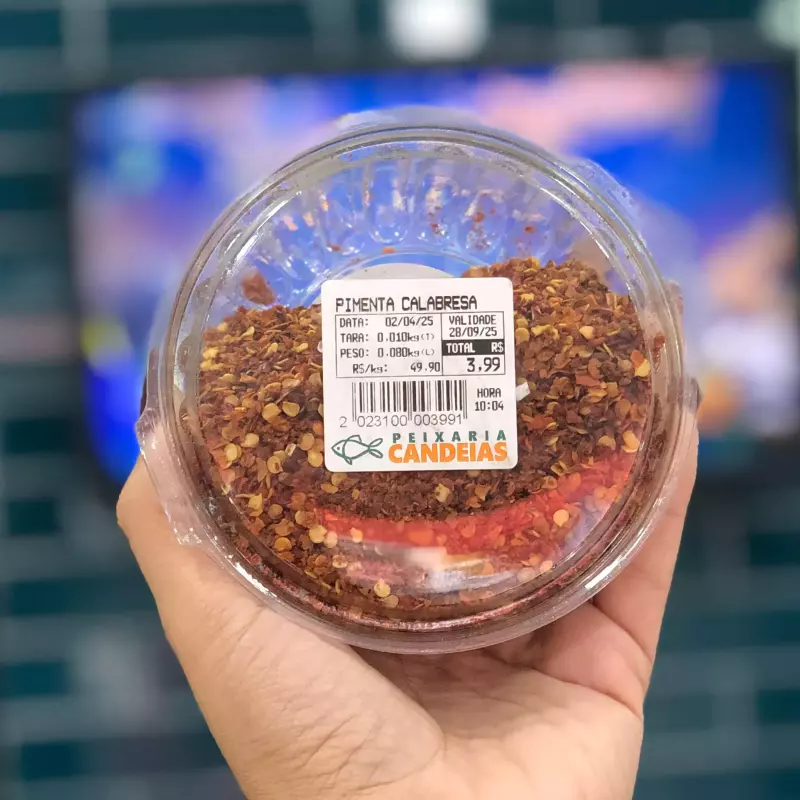 PIMENTA CALABRESA
DATA: 02/04/25 VALIDADE
TARA: 0.010kg(T) 28/09/25
PESO: 0.080kg(L) TOTAL R$
R$/kg: 49,90 3,99
HORA
10:04
2 023100 003991
PEIXARIA
CANDEIAS